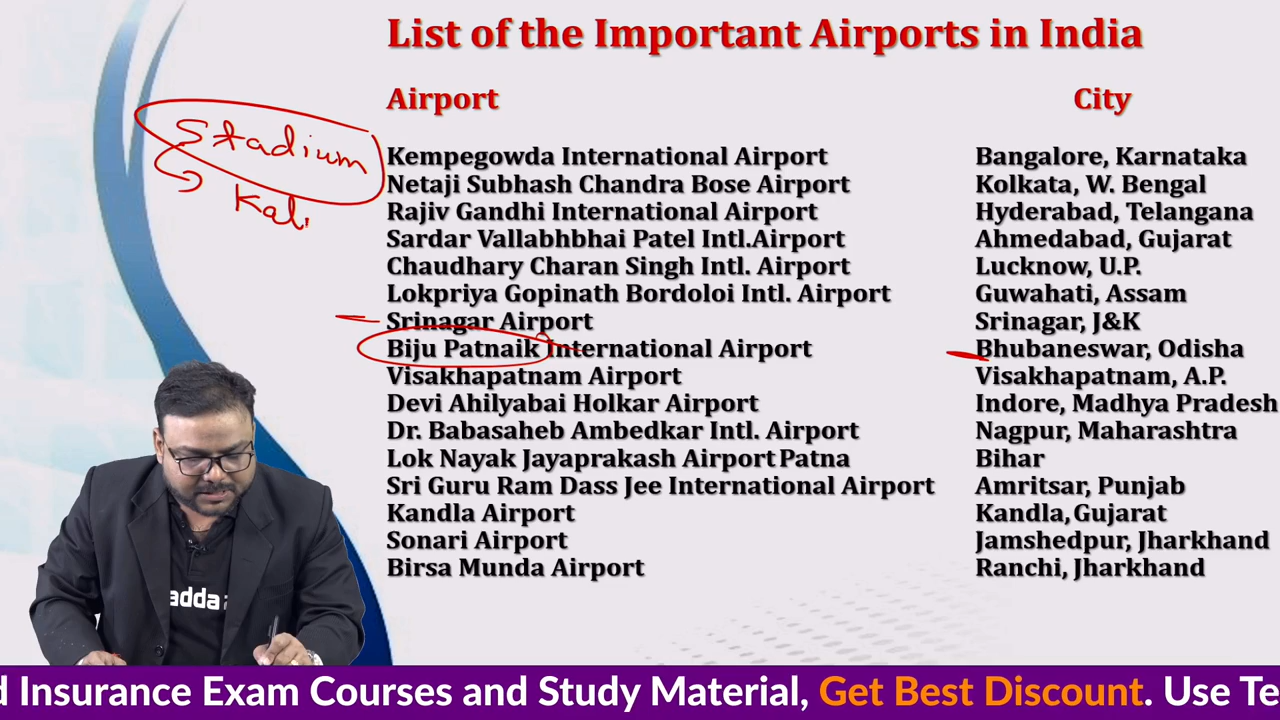 List of the Important Airports in India
Airport City
Stadium
Kali
Kempegowda International Airport Bangalore, Karnataka
Netaji Subhash Chandra Bose Airport Kolkata, W. Bengal
Rajiv Gandhi International Airport Hyderabad, Telangana
Sardar Vallabhbhai Patel Intl.Airport Ahmedabad, Gujarat
Chaudhary Charan Singh Intl. Airport Lucknow, U.P.
Lokpriya Gopinath Bordoloi Intl. Airport Guwahati, Assam
Srinagar Airport Srinagar, J&K
Biju Patnaik International Airport Bhubaneswar, Odisha
Visakhapatnam Airport Visakhapatnam, A.P.
Devi Ahilyabai Holkar Airport Indore, Madhya Pradesh
Dr. Babasaheb Ambedkar Intl. Airport Nagpur, Maharashtra
Lok Nayak Jayaprakash Airport Patna Bihar
Sri Guru Ram Dass Jee International Airport Amritsar, Punjab
Kandla Airport Kandla, Gujarat
Sonari Airport Jamshedpur, Jharkhand
Birsa Munda Airport Ranchi, Jharkhand
adda
d Insurance Exam Courses and Study Material, Get Best Discount. Use Te